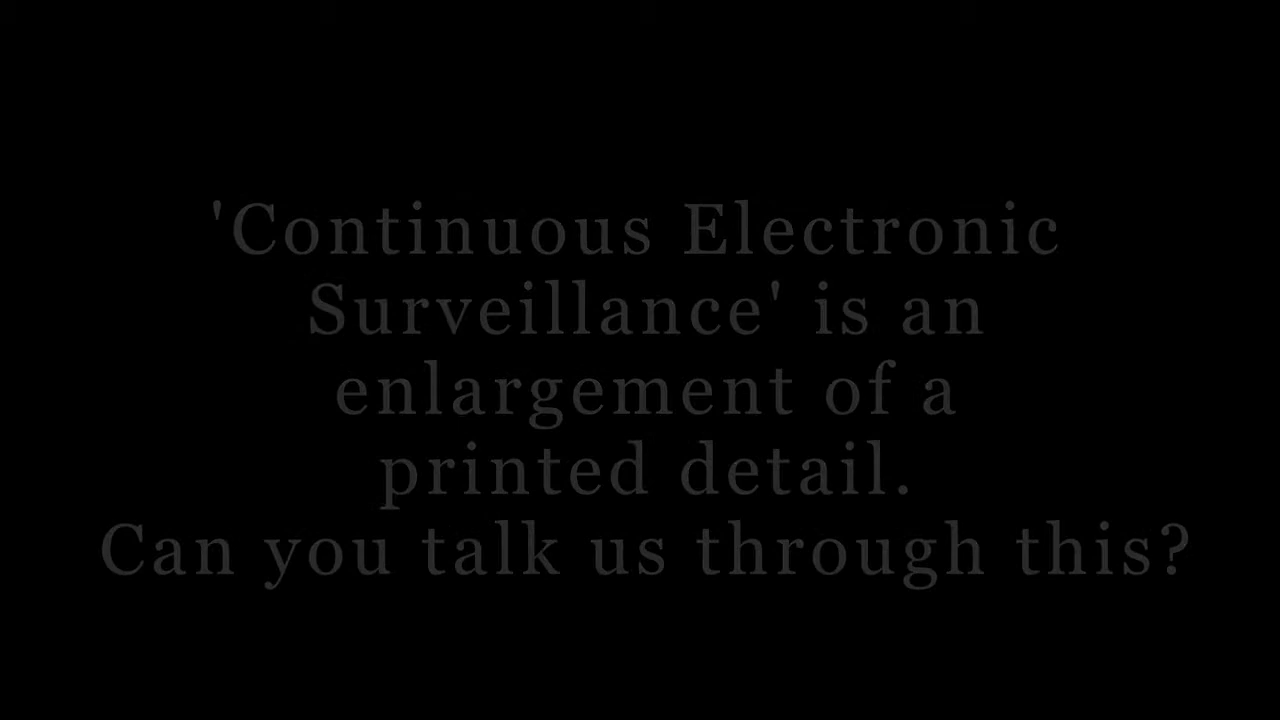 'Continuous Electronic
Surveillance' is an
enlargement of a
printed detail.
Can you talk us through this?